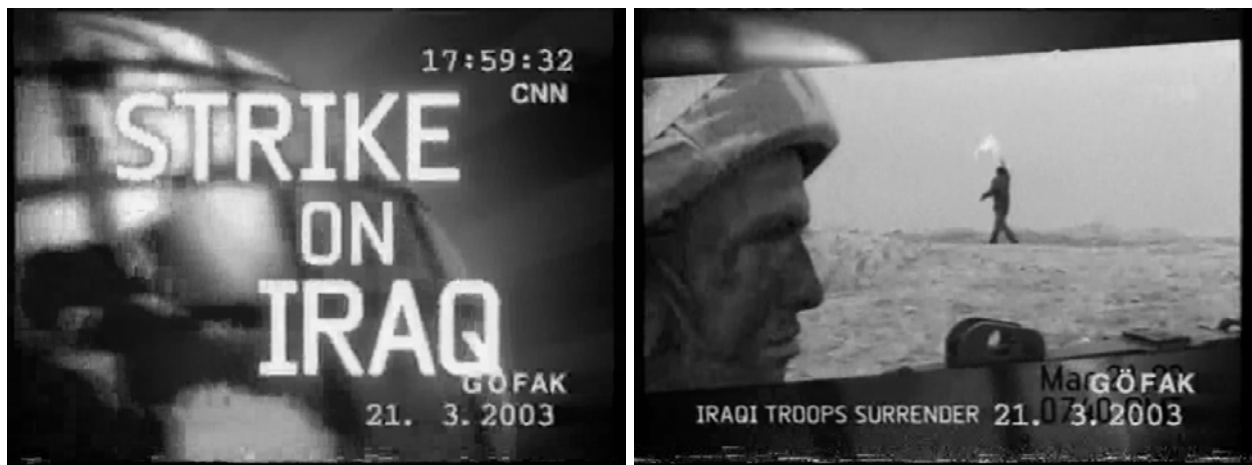 17:59:32
CNN
STRIKE
ON
IRAQ
GÖFAK
21. 3.2003
GÖFAK
IRAQI TROOPS SURRENDER 21. 3.2003